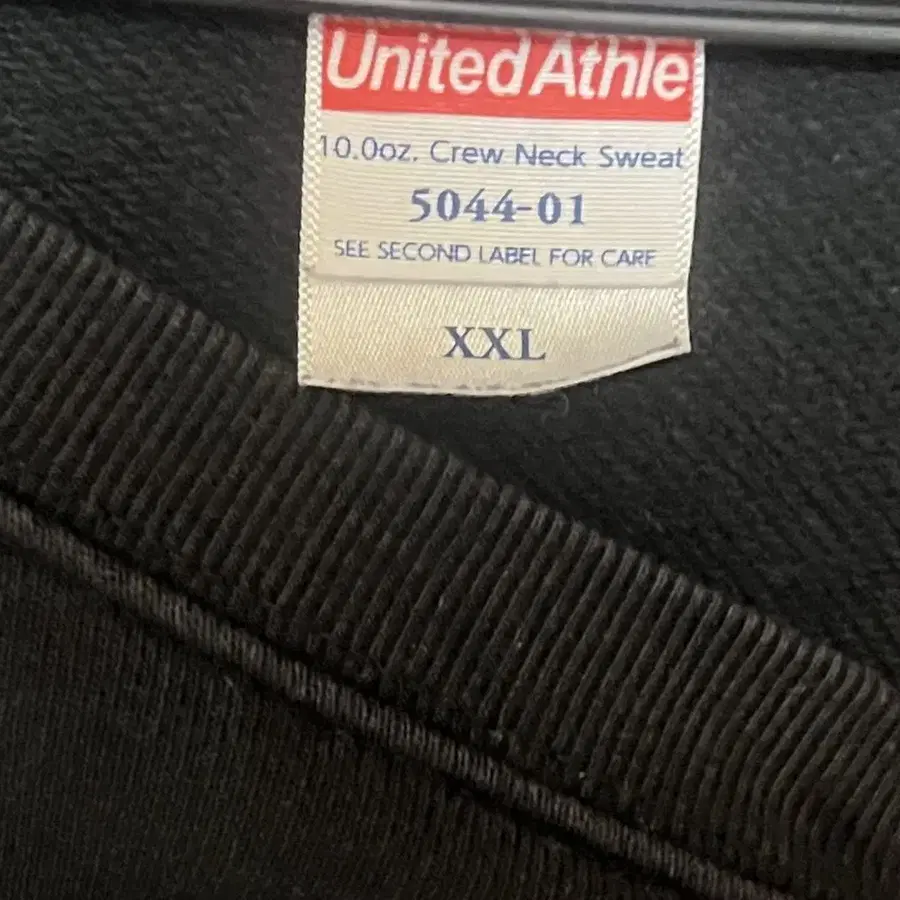 United Athle
10.0oz. Crew Neck Sweat
5044-01
SEE SECOND LABEL FOR CARE
XXL